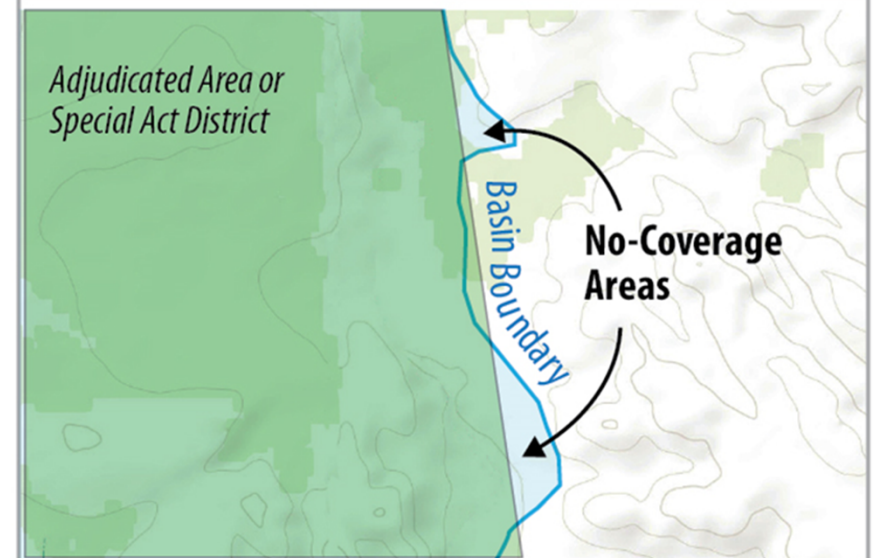 Adjudicated Area or
Special Act District
Basin Boundary
No-Coverage
Areas